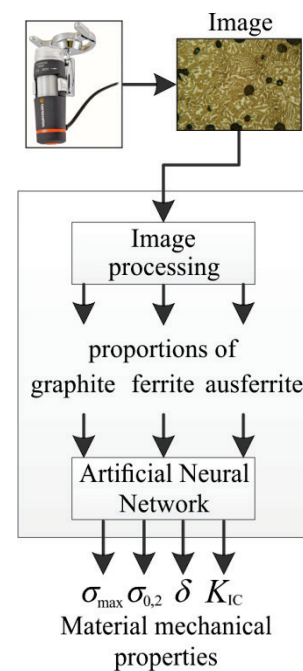 Image
Image
processing
proportions of
graphite ferrite ausferrite
Artificial Neural
Network
σmax σ0,2 δ KIC
Material mechanical
properties